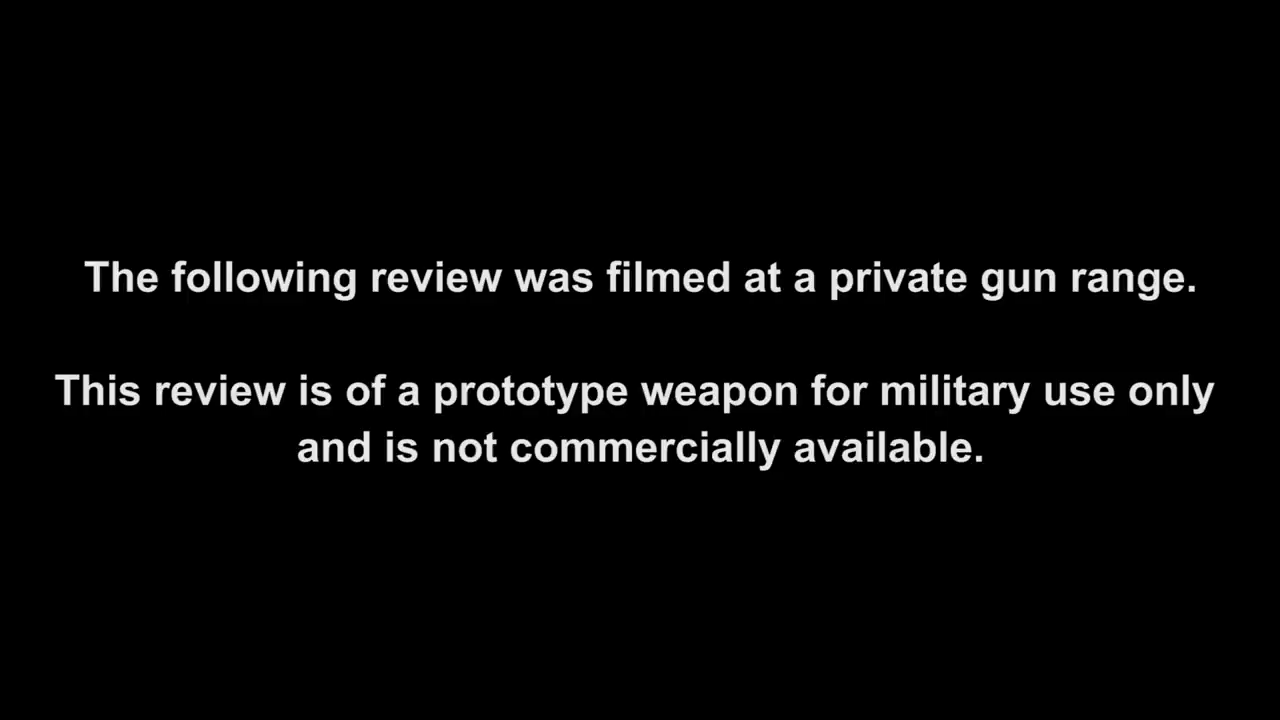 The following review was filmed at a private gun range.
This review is of a prototype weapon for military use only
and is not commercially available.